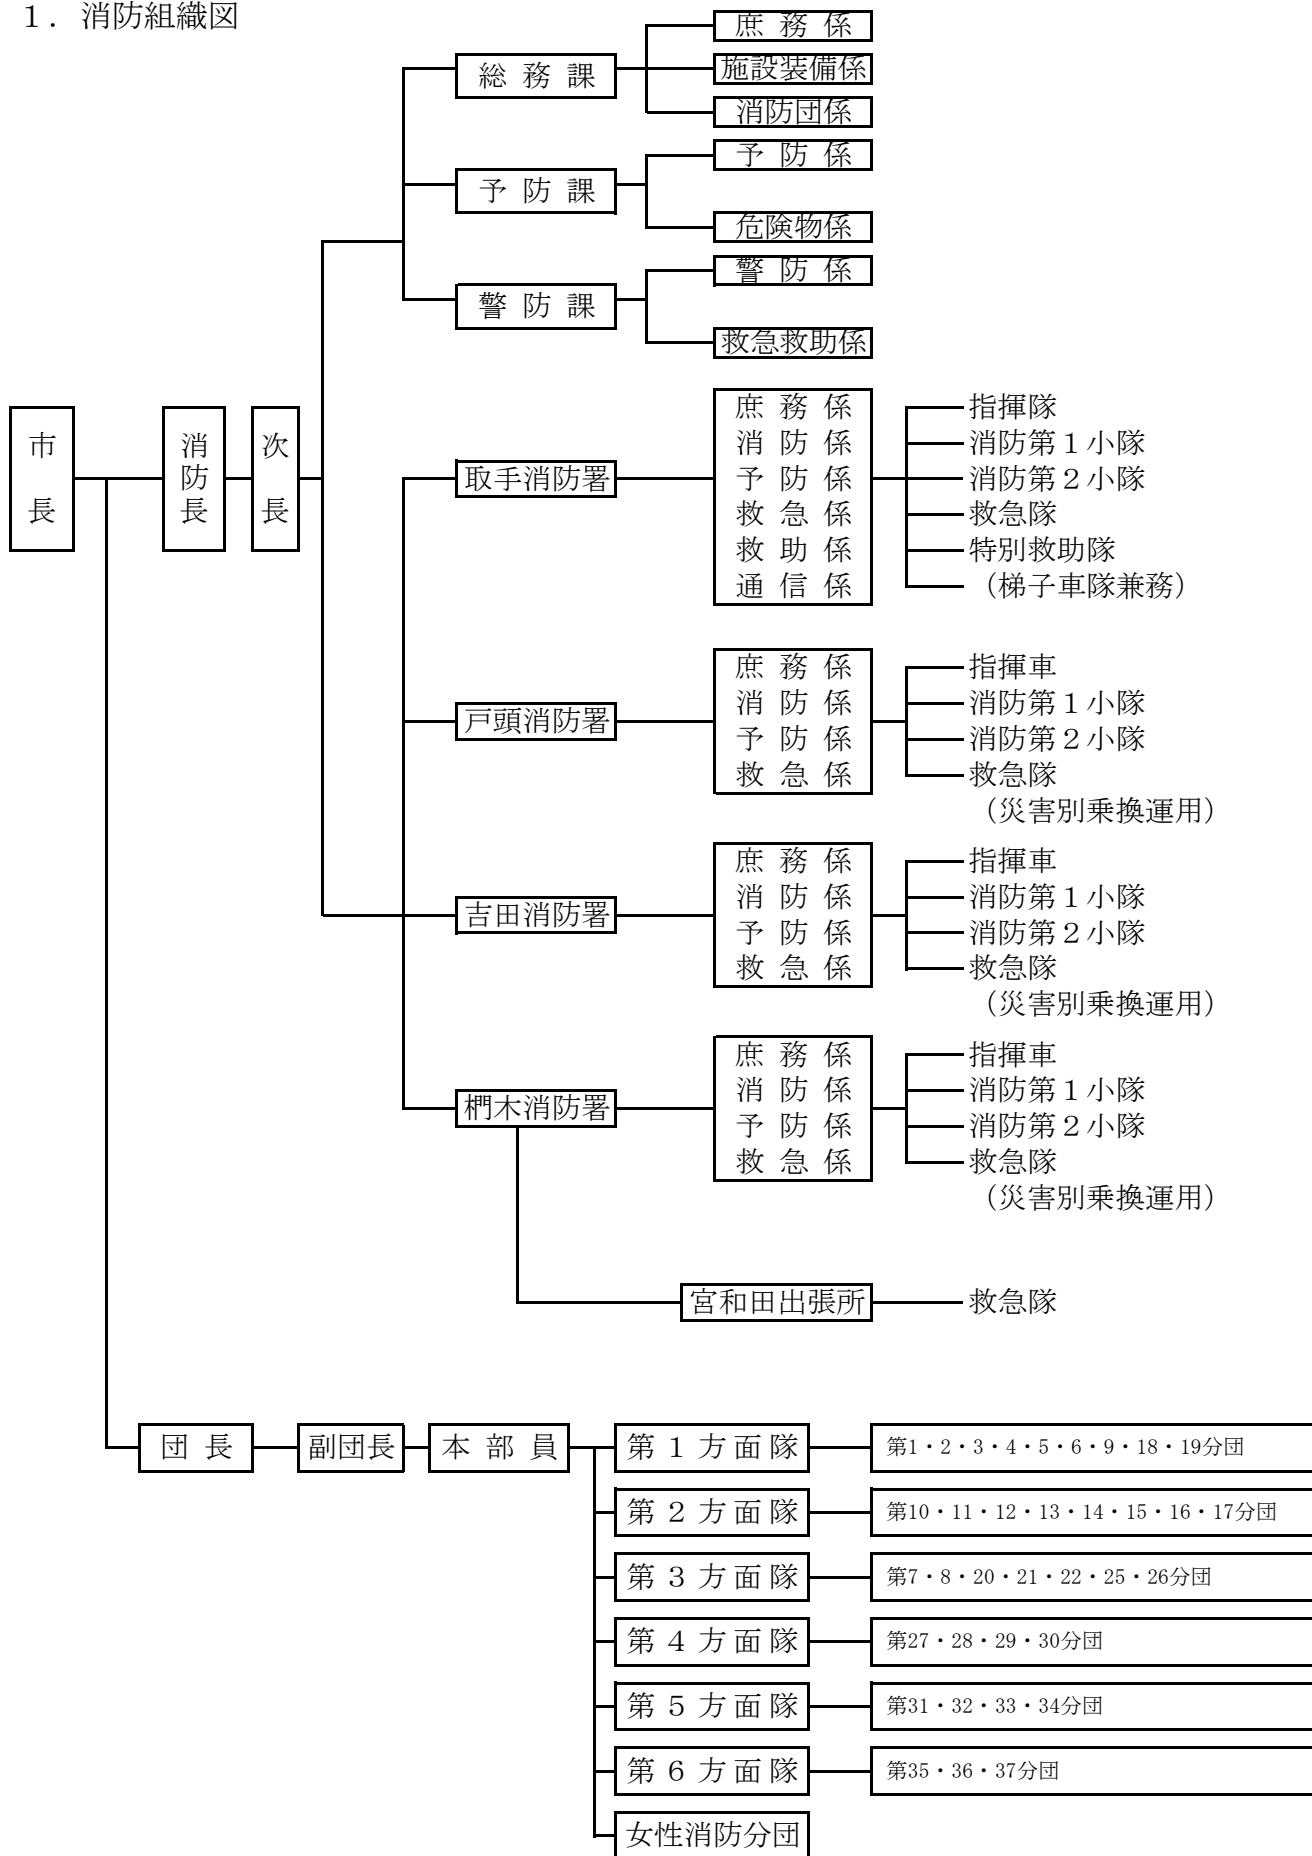 １．消防組織図
庶 務 係
総 務 課
施設装備係
消防団係
予 防 係
予 防 課
危険物係
警 防 係
警 防 課
救急救助係
市長
消防長
次長
取手消防署
庶 務 係
消 防 係
予 防 係
救 急 係
救 助 係
通 信 係
指揮隊
消防第１小隊
消防第２小隊
救急隊
特別救助隊
（梯子車隊兼務）
戸頭消防署
庶 務 係
消 防 係
予 防 係
救 急 係
指揮車
消防第１小隊
消防第２小隊
救急隊
（災害別乗換運用）
吉田消防署
庶 務 係
消 防 係
予 防 係
救 急 係
指揮車
消防第１小隊
消防第２小隊
救急隊
（災害別乗換運用）
椚木消防署
庶 務 係
消 防 係
予 防 係
救 急 係
指揮車
消防第１小隊
消防第２小隊
救急隊
（災害別乗換運用）
宮和田出張所
救急隊
団 長
副団長
本 部 員
第 １ 方 面 隊
第1・2・3・4・5・6・9・18・19分団
第 ２ 方 面 隊
第10・11・12・13・14・15・16・17分団
第 ３ 方 面 隊
第7・8・20・21・22・25・26分団
第 ４ 方 面 隊
第27・28・29・30分団
第 ５ 方 面 隊
第31・32・33・34分団
第 ６ 方 面 隊
第35・36・37分団
女性消防分団